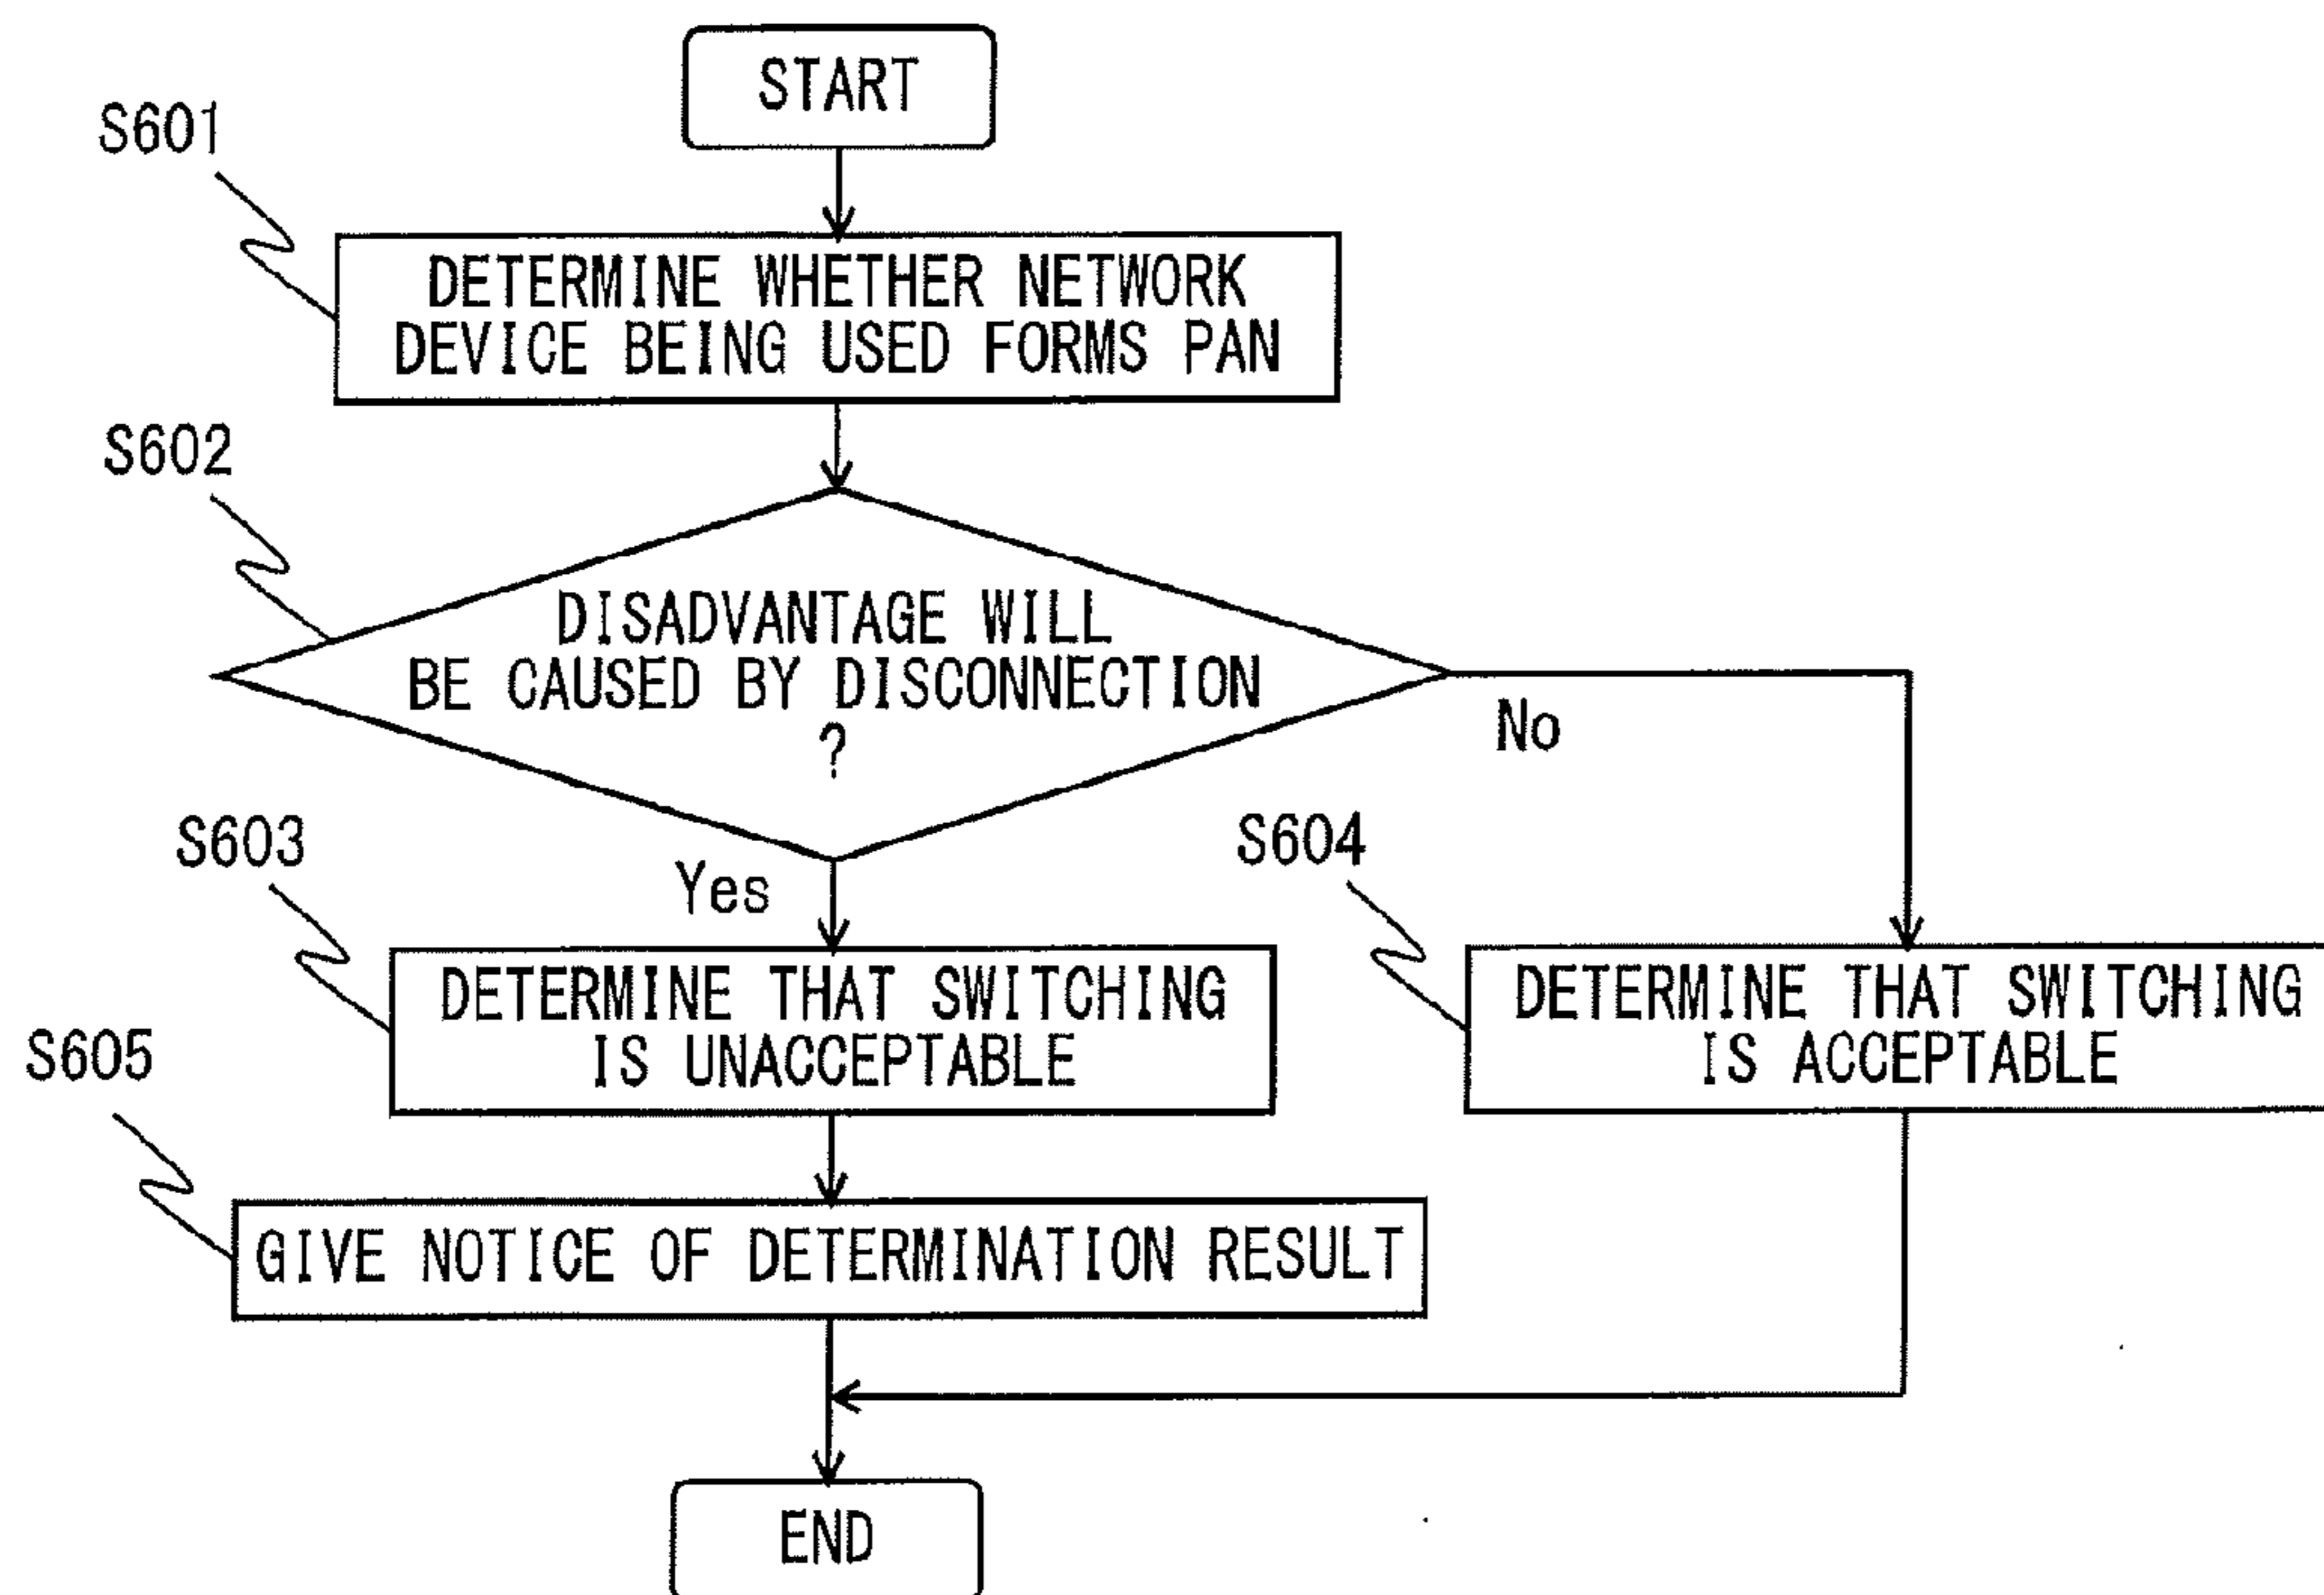 START
S601
DETERMINE WHETHER NETWORK
DEVICE BEING USED FORMS PAN
S602
DISADVANTAGE WILL
BE CAUSED BY DISCONNECTION
?
No
Yes
S603
DETERMINE THAT SWITCHING
IS UNACCEPTABLE
S604
DETERMINE THAT SWITCHING
IS ACCEPTABLE
S605
GIVE NOTICE OF DETERMINATION RESULT
END